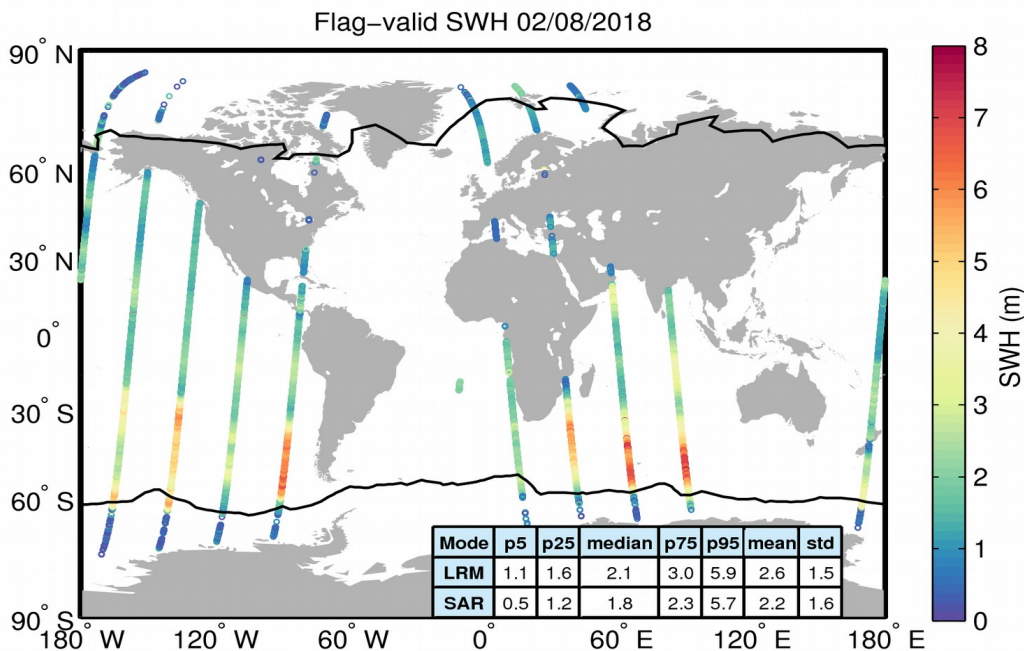 Flag−valid SWH 02/08/2018
90° N
60° N
30° N
0°
30° S
60° S
90° S
180° W
120° W
60° W
0°
60° E
120° E
180° E
8
7
6
5
4
3
2
1
0
SWH (m)
Mode p5 p25 median p75 p95 mean std
LRM 1.1 1.6 2.1 3.0 5.9 2.6 1.5
SAR 0.5 1.2 1.8 2.3 5.7 2.2 1.6